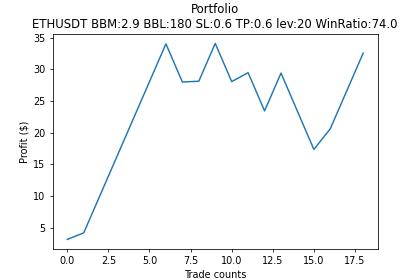 Portfolio
ETHUSDT BBM:2.9 BBL:180 SL:0.6 TP:0.6 lev:20 WinRatio:74.0
35
30
25
20
15
10
5
Profit ($)
0.0 2.5 5.0 7.5 10.0 12.5 15.0 17.5
Trade counts